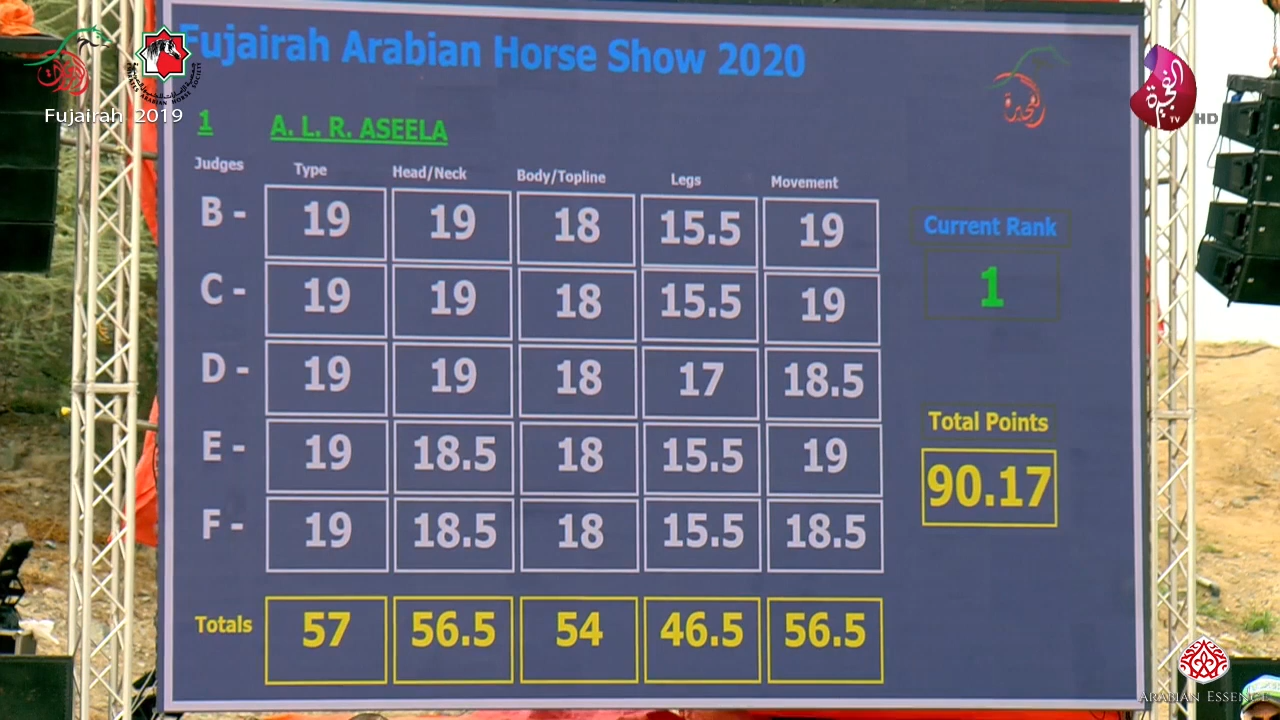 Fujairah Arabian Horse Show 2020
Fujairah 2019
الفجيرة
TV HD
1 A. L. R. ASEELA
Judges Type Head/Neck Body/Topline Legs Movement
B - 19 19 18 15.5 19
C - 19 19 18 15.5 19
D - 19 19 18 17 18.5
E - 19 18.5 18 15.5 19
F - 19 18.5 18 15.5 18.5
Totals 57 56.5 54 46.5 56.5
Current Rank
1
Total Points
90.17
ARABIAN ESSENCE